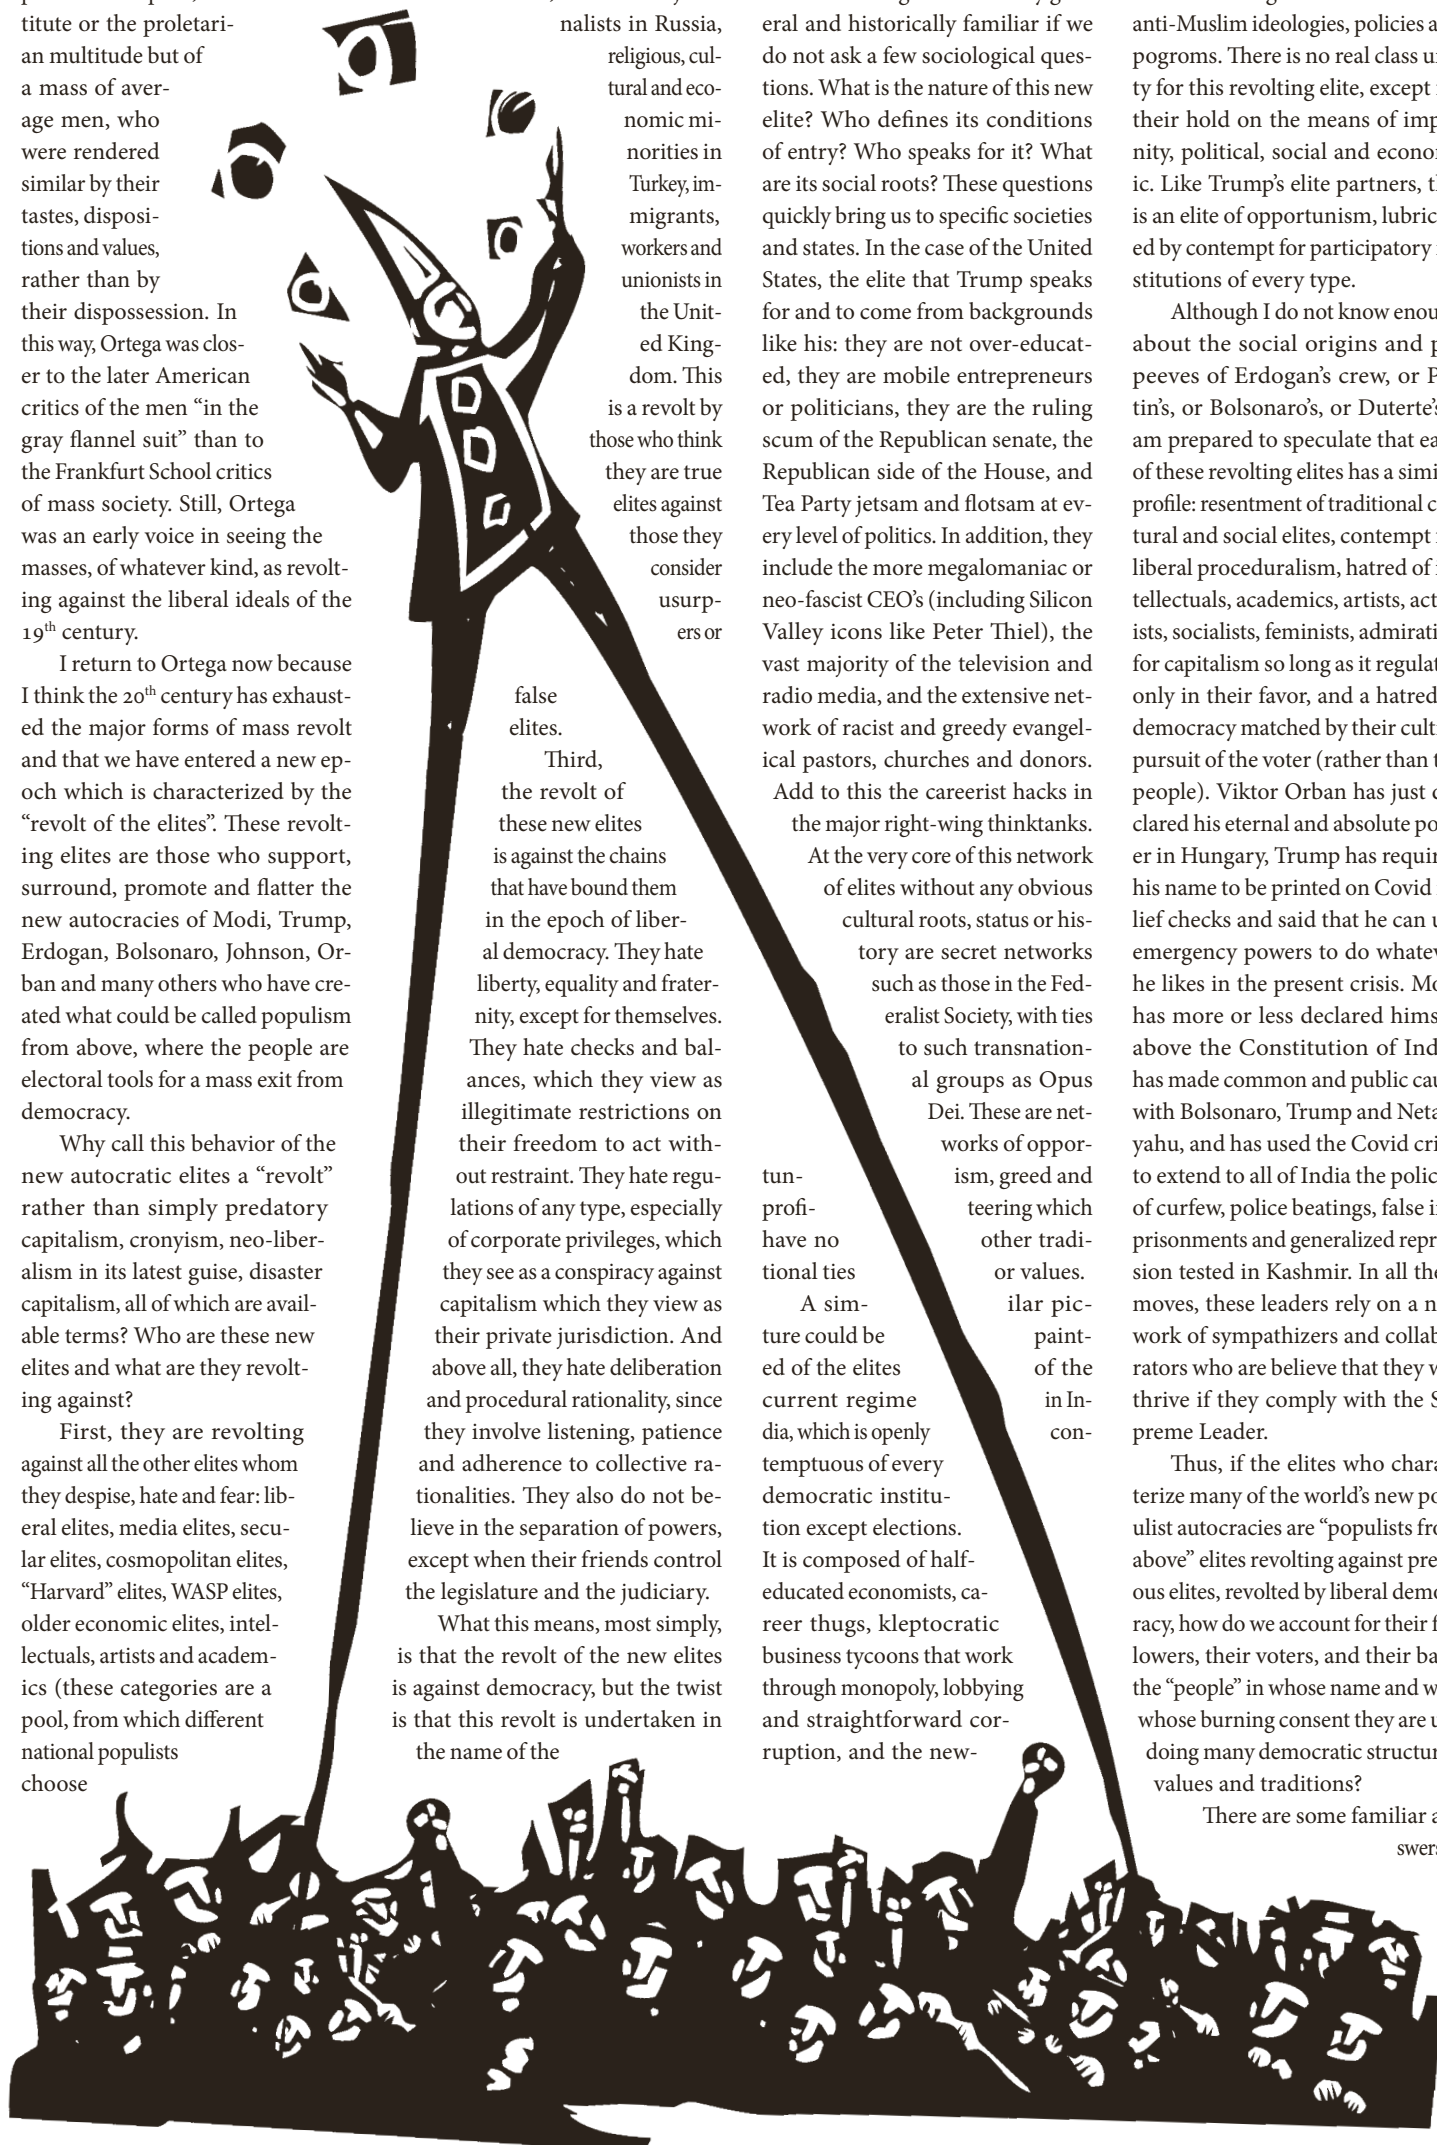 titute or the proletari-
an multitude but of
a mass of aver-
age men, who
were rendered
similar by their
tastes, disposi-
tions and values,
rather than by
their dispossession. In
this way, Ortega was clos-
er to the later American
critics of the men “in the
gray flannel suit” than to
the Frankfurt School critics
of mass society. Still, Ortega
was an early voice in seeing the
masses, of whatever kind, as revolt-
ing against the liberal ideals of the
19th century.
I return to Ortega now because
I think the 20th century has exhaust-
ed the major forms of mass revolt
and that we have entered a new ep-
och which is characterized by the
“revolt of the elites”. These revolt-
ing elites are those who support,
surround, promote and flatter the
new autocracies of Modi, Trump,
Erdogan, Bolsonaro, Johnson, Or-
ban and many others who have cre-
ated what could be called populism
from above, where the people are
electoral tools for a mass exit from
democracy.
Why call this behavior of the
new autocratic elites a “revolt”
rather than simply predatory
capitalism, cronyism, neo-liber-
alism in its latest guise, disaster
capitalism, all of which are avail-
able terms? Who are these new
elites and what are they revolt-
ing against?
First, they are revolting
against all the other elites whom
they despise, hate and fear: lib-
eral elites, media elites, secu-
lar elites, cosmopolitan elites,
“Harvard” elites, WASP elites,
older economic elites, intel-
lectuals, artists and academ-
ics (these categories are a
pool, from which different
national populists
choose
nalists in Russia,
religious, cul-
tural and eco-
nomic mi-
norities in
Turkey, im-
migrants,
workers and
unionists in
the Unit-
ed King-
dom. This
is a revolt by
those who think
they are true
elites against
those they
consider
usurp-
ers or
false
elites.
Third,
the revolt of
these new elites
is against the chains
that have bound them
in the epoch of liber-
al democracy. They hate
liberty, equality and frater-
nity, except for themselves.
They hate checks and bal-
ances, which they view as
illegitimate restrictions on
their freedom to act with-
out restraint. They hate regu-
lations of any type, especially
of corporate privileges, which
they see as a conspiracy against
capitalism which they view as
their private jurisdiction. And
above all, they hate deliberation
and procedural rationality, since
they involve listening, patience
and adherence to collective ra-
tionalities. They also do not be-
lieve in the separation of powers,
except when their friends control
the legislature and the judiciary.
What this means, most simply,
is that the revolt of the new elites
is against democracy, but the twist
is that this revolt is undertaken in
the name of the
eral and historically familiar if we
do not ask a few sociological ques-
tions. What is the nature of this new
elite? Who defines its conditions
of entry? Who speaks for it? What
are its social roots? These questions
quickly bring us to specific societies
and states. In the case of the United
States, the elite that Trump speaks
for and to come from backgrounds
like his: they are not over-educat-
ed, they are mobile entrepreneurs
or politicians, they are the ruling
scum of the Republican senate, the
Republican side of the House, and
Tea Party jetsam and flotsam at ev-
ery level of politics. In addition, they
include the more megalomaniac or
neo-fascist CEO’s (including Silicon
Valley icons like Peter Thiel), the
vast majority of the television and
radio media, and the extensive net-
work of racist and greedy evangel-
ical pastors, churches and donors.
Add to this the careerist hacks in
the major right-wing thinktanks.
At the very core of this network
of elites without any obvious
cultural roots, status or his-
tory are secret networks
such as those in the Fed-
eralist Society, with ties
to such transnation-
al groups as Opus
Dei. These are net-
works of oppor-
tun- ism, greed and
profi- teering which
have no other tradi-
tional ties or values.
A sim- ilar pic-
ture could be paint-
ed of the elites of the
current regime in In-
dia, which is openly con-
temptuous of every
democratic institu-
tion except elections.
It is composed of half-
educated economists, ca-
reer thugs, kleptocratic
business tycoons that work
through monopoly, lobbying
and straightforward cor-
ruption, and the new-
anti-Muslim ideologies, policies a
pogroms. There is no real class u
ty for this revolting elite, except
their hold on the means of imp
nity, political, social and econo
ic. Like Trump’s elite partners, t
is an elite of opportunism, lubric
ed by contempt for participatory
stitutions of every type.
Although I do not know enou
about the social origins and p
peeves of Erdogan’s crew, or P
tin’s, or Bolsonaro’s, or Duterte’s
am prepared to speculate that ea
of these revolting elites has a simi
profile: resentment of traditional c
tural and social elites, contempt
liberal proceduralism, hatred of i
tellectuals, academics, artists, act
ists, socialists, feminists, admirati
for capitalism so long as it regulat
only in their favor, and a hatred
democracy matched by their cult
pursuit of the voter (rather than t
people). Viktor Orban has just d
clared his eternal and absolute po
er in Hungary, Trump has requir
his name to be printed on Covid
lief checks and said that he can u
emergency powers to do whatev
he likes in the present crisis. Mo
has more or less declared hims
above the Constitution of Ind
has made common and public cau
with Bolsonaro, Trump and Neta
yahu, and has used the Covid cri
to extend to all of India the polic
of curfew, police beatings, false i
prisonments and generalized repr
sion tested in Kashmir. In all the
moves, these leaders rely on a n
work of sympathizers and collab
rators who are believe that they w
thrive if they comply with the S
preme Leader.
Thus, if the elites who chara
terize many of the world’s new po
ulist autocracies are “populists fro
above” elites revolting against pre
ous elites, revolted by liberal demo
racy, how do we account for their f
lowers, their voters, and their ba
the “people” in whose name and w
whose burning consent they are u
doing many democratic structur
values and traditions?
There are some familiar a
swers